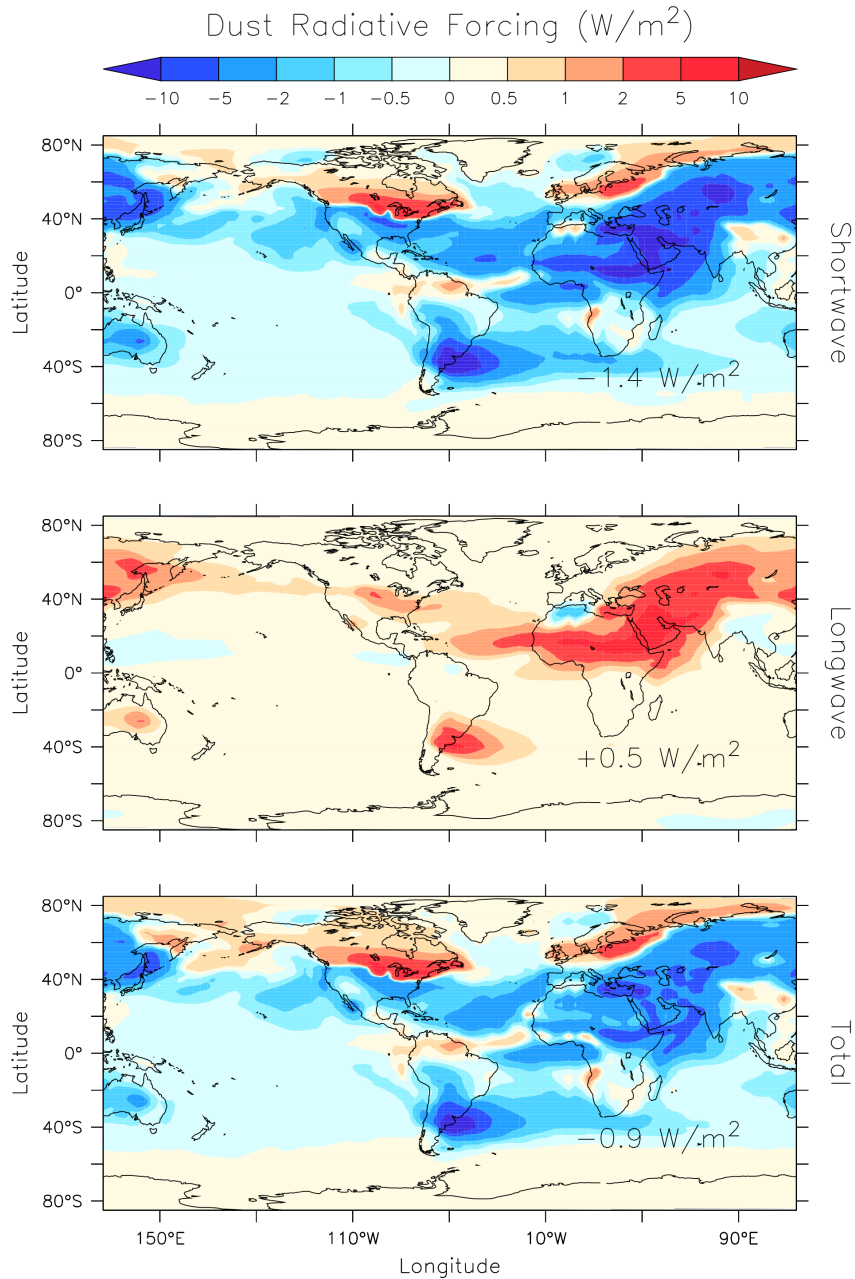 Dust Radiative Forcing (W/m²)
−10 −5 −2 −1 −0.5 0 0.5 1 2 5 10
80°N
40°N
0°
40°S
80°S
Latitude
Shortwave
−1.4 W/m²
80°N
40°N
0°
40°S
80°S
Latitude
Longwave
+0.5 W/m²
80°N
40°N
0°
40°S
80°S
Latitude
Total
−0.9 W/m²
150°E 110°W 10°W 90°E
Longitude